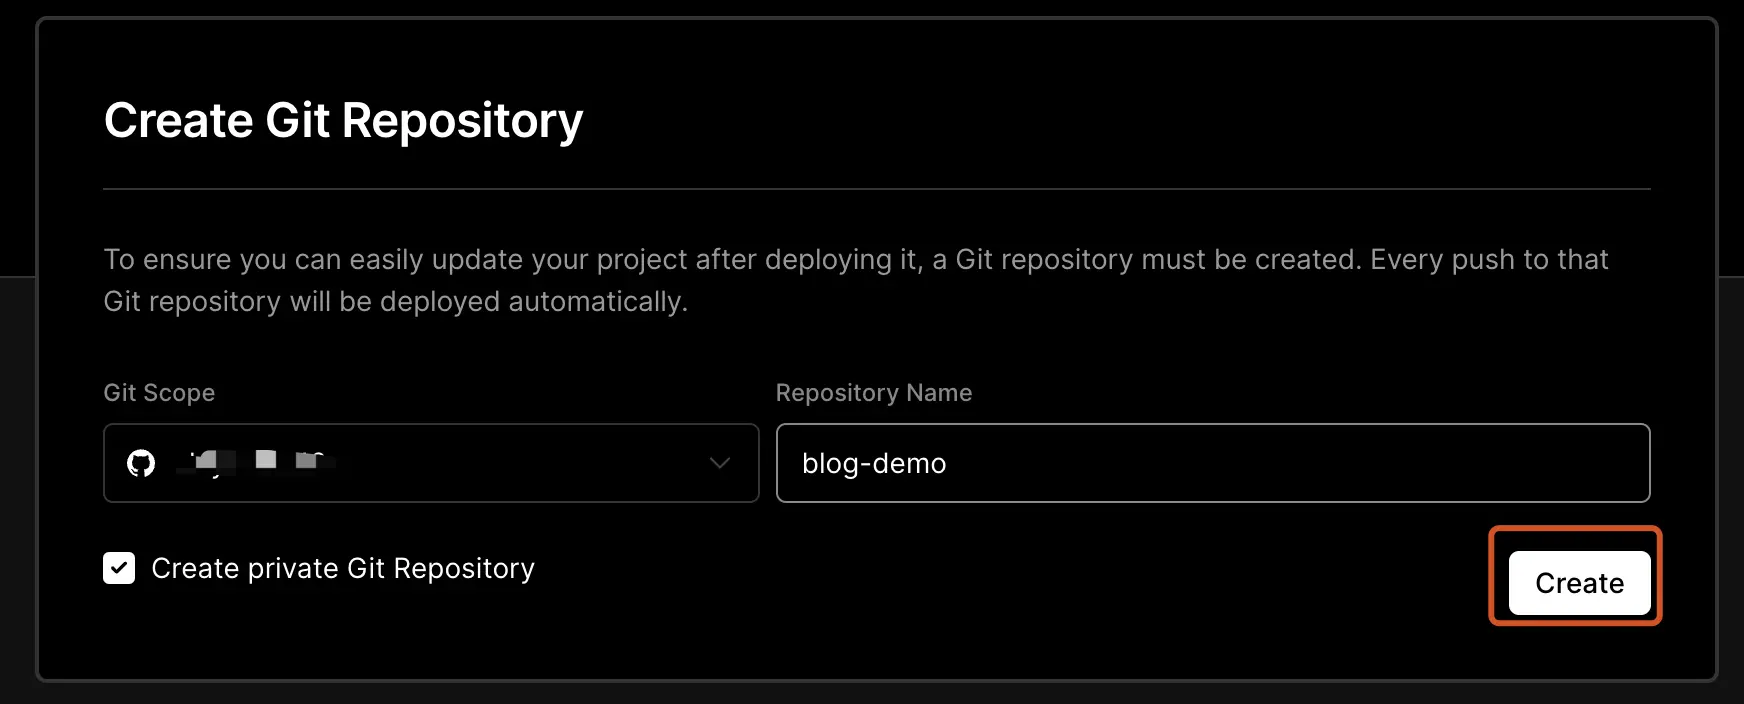 Create Git Repository
To ensure you can easily update your project after deploying it, a Git repository must be created. Every push to that
Git repository will be deployed automatically.
Git Scope
Repository Name
blog-demo
Create private Git Repository
Create